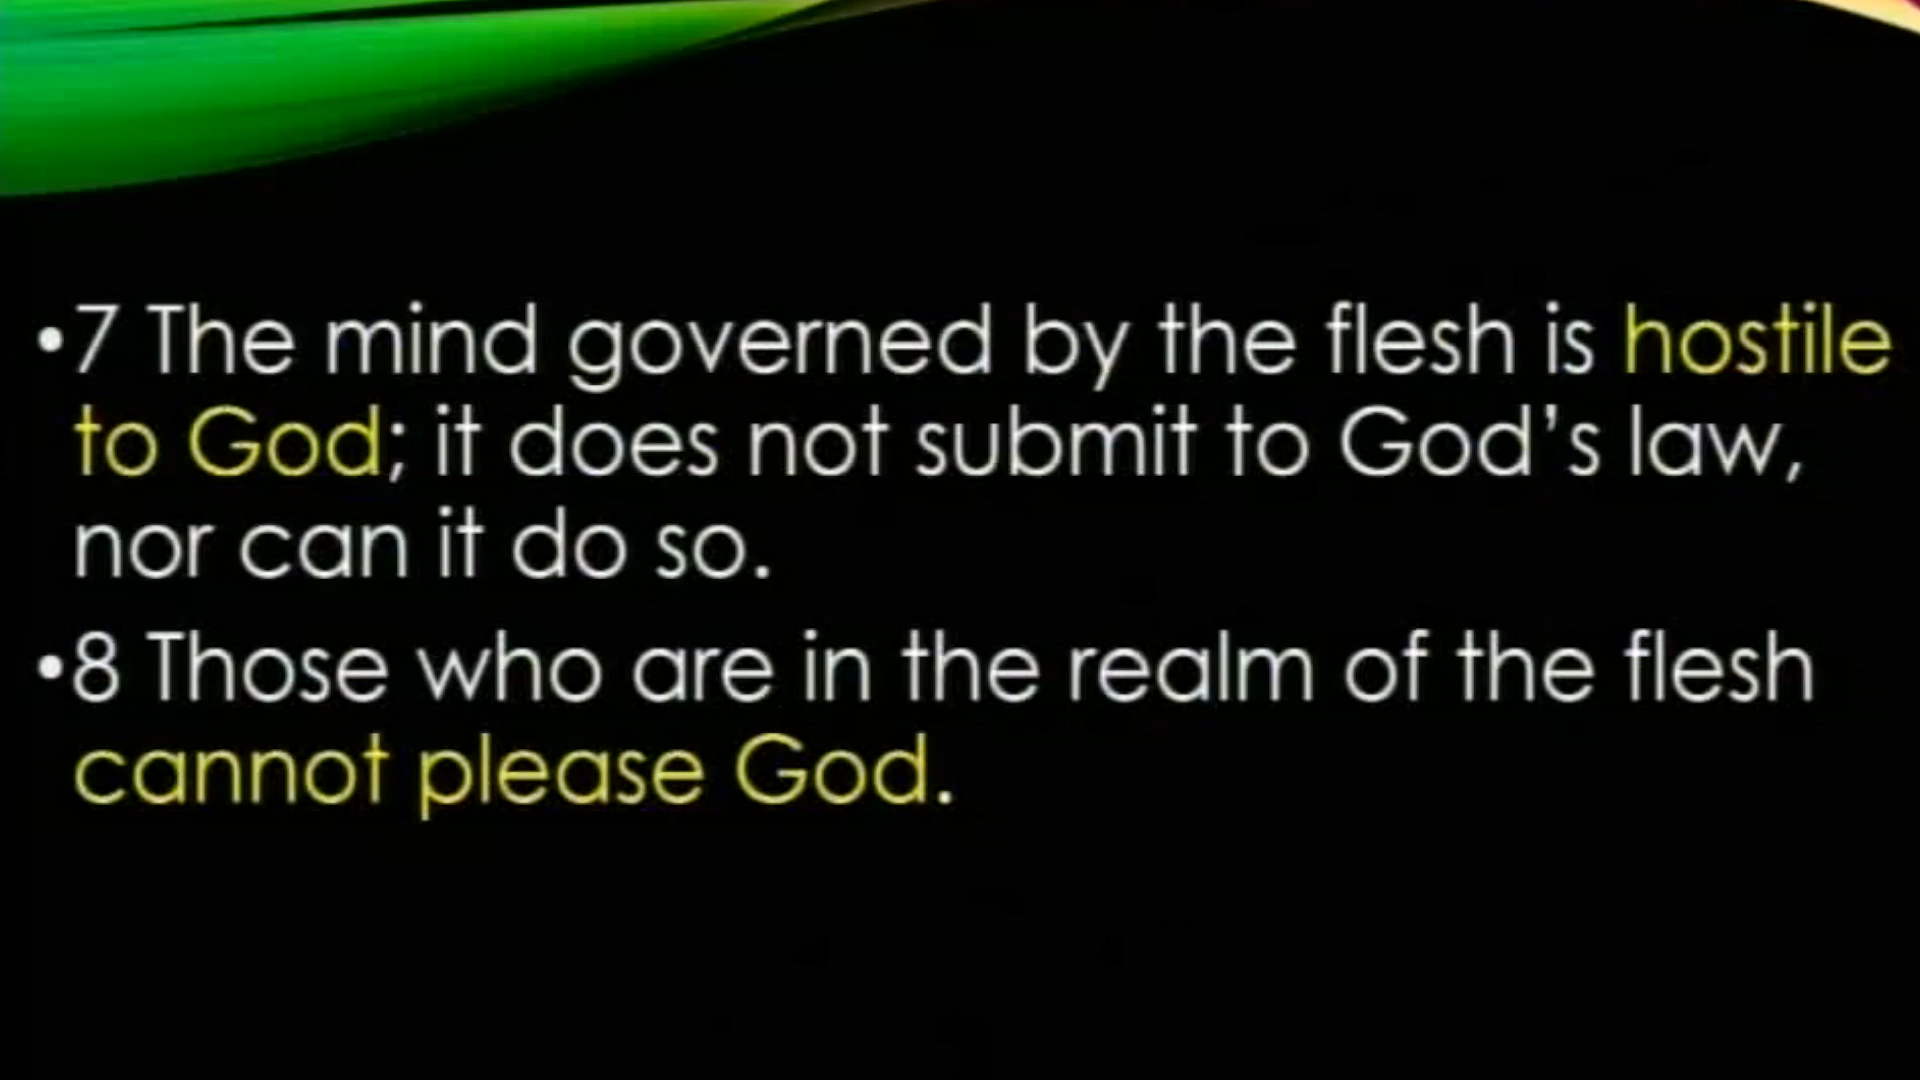 •7 The mind governed by the flesh is hostile
to God; it does not submit to God’s law,
nor can it do so.
•8 Those who are in the realm of the flesh
cannot please God.